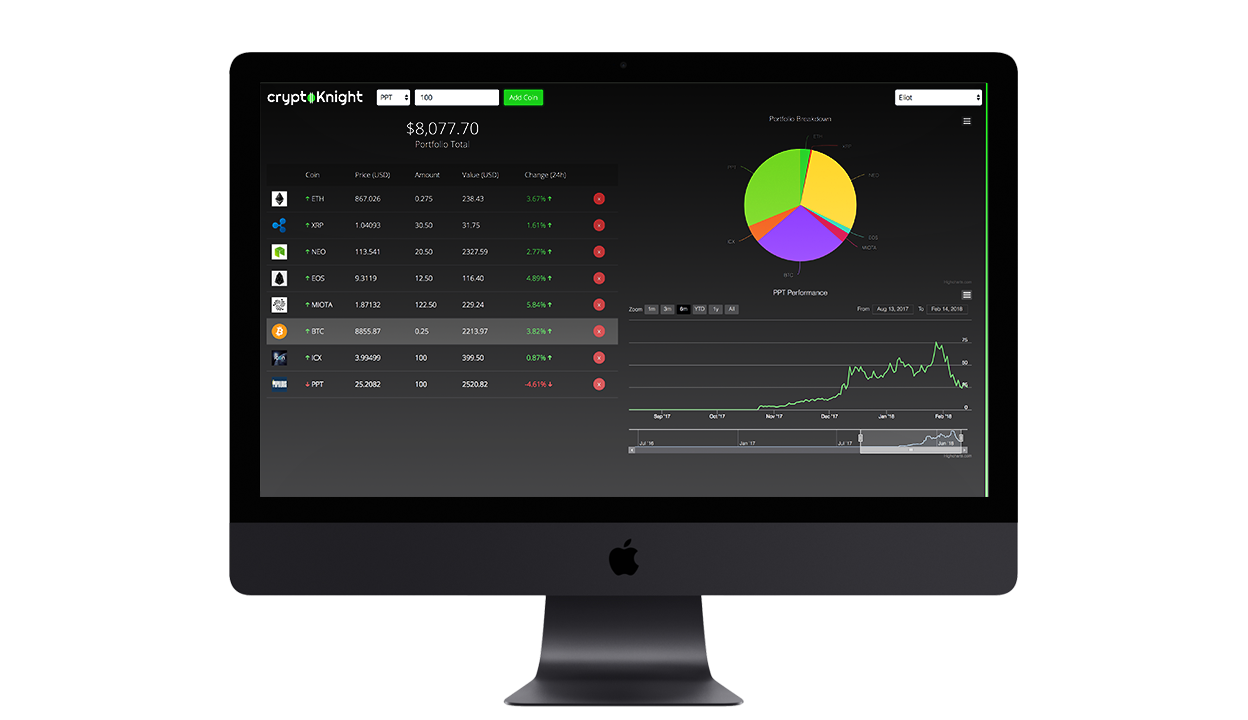 crypto Knight PPT 100 Add Coin Eliot
$8,077.70
Portfolio Total
Coin Price (USD) Amount Value (USD) Change (24h)
↑ ETH 867.026 0.275 238.43 3.67% ↑ x
↑ XRP 1.04093 30.50 31.75 1.61% ↑ x
↑ NEO 113.541 20.50 2327.59 2.77% ↑ x
↑ EOS 9.3119 12.50 116.40 4.89% ↑ x
↑ MIOTA 1.87132 122.50 229.24 5.84% ↑ x
↑ BTC 8855.87 0.25 2213.97 3.82% ↑ x
↑ ICX 3.99499 100 399.50 0.87% ↑ x
POPULOUS ↓ PPT 25.2082 100 2520.82 -4.61% ↓ x
Portfolio Breakdown
ETH
XRP
PPT
NEO
ICX
EOS
MIOTA
BTC
Highcharts.com
PPT Performance
Zoom 1m 3m 6m YTD 1y All From Aug 13, 2017 To Feb 14, 2018
75
50
25
0
Sep '17 Oct '17 Nov '17 Dec '17 Jan '18 Feb '18
Jul '16 Jan '17 Jul '17 Jan '18
Highcharts.com